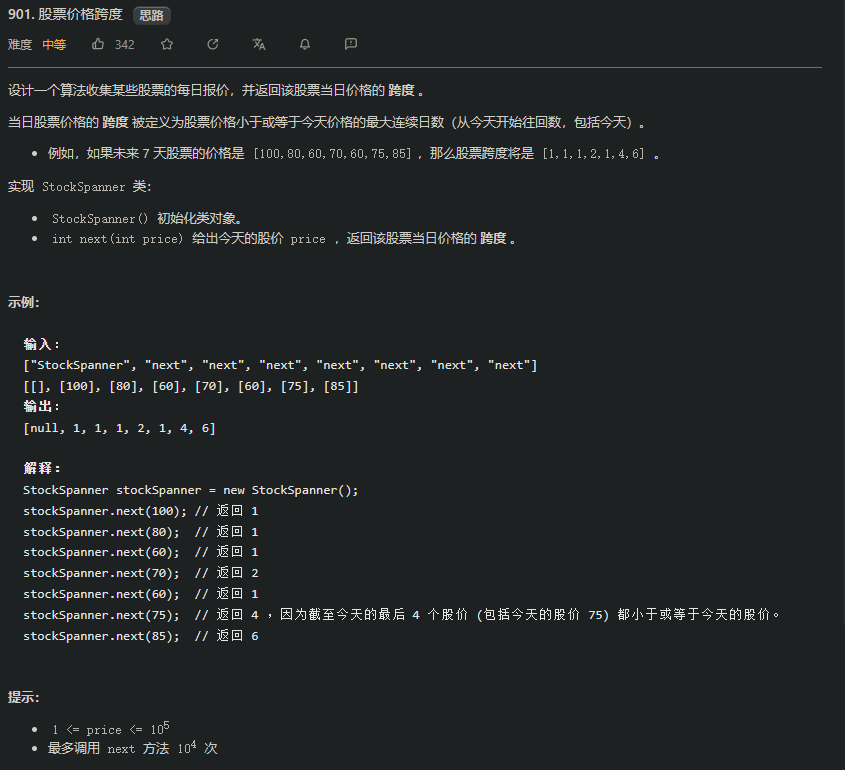 901. 股票价格跨度 思路
难度 中等 342
设计一个算法收集某些股票的每日报价，并返回该股票当日价格的 跨度 。
当日股票价格的 跨度 被定义为股票价格小于或等于今天价格的最大连续日数（从今天开始往回数，包括今天）。
• 例如，如果未来 7 天股票的价格是 [100,80,60,70,60,75,85]，那么股票跨度将是 [1,1,1,2,1,4,6] 。
实现 StockSpanner 类：
• StockSpanner() 初始化类对象。
• int next(int price) 给出今天的股价 price ，返回该股票当日价格的 跨度 。
示例：
输入：
["StockSpanner", "next", "next", "next", "next", "next", "next", "next"]
[[], [100], [80], [60], [70], [60], [75], [85]]
输出：
[null, 1, 1, 1, 2, 1, 4, 6]
解释：
StockSpanner stockSpanner = new StockSpanner();
stockSpanner.next(100); // 返回 1
stockSpanner.next(80);  // 返回 1
stockSpanner.next(60);  // 返回 1
stockSpanner.next(70);  // 返回 2
stockSpanner.next(60);  // 返回 1
stockSpanner.next(75);  // 返回 4 ，因为截至今天的最后 4 个股价 (包括今天的股价 75) 都小于或等于今天的股价。
stockSpanner.next(85);  // 返回 6
提示：
• 1 <= price <= 10⁵
• 最多调用 next 方法 10⁴ 次